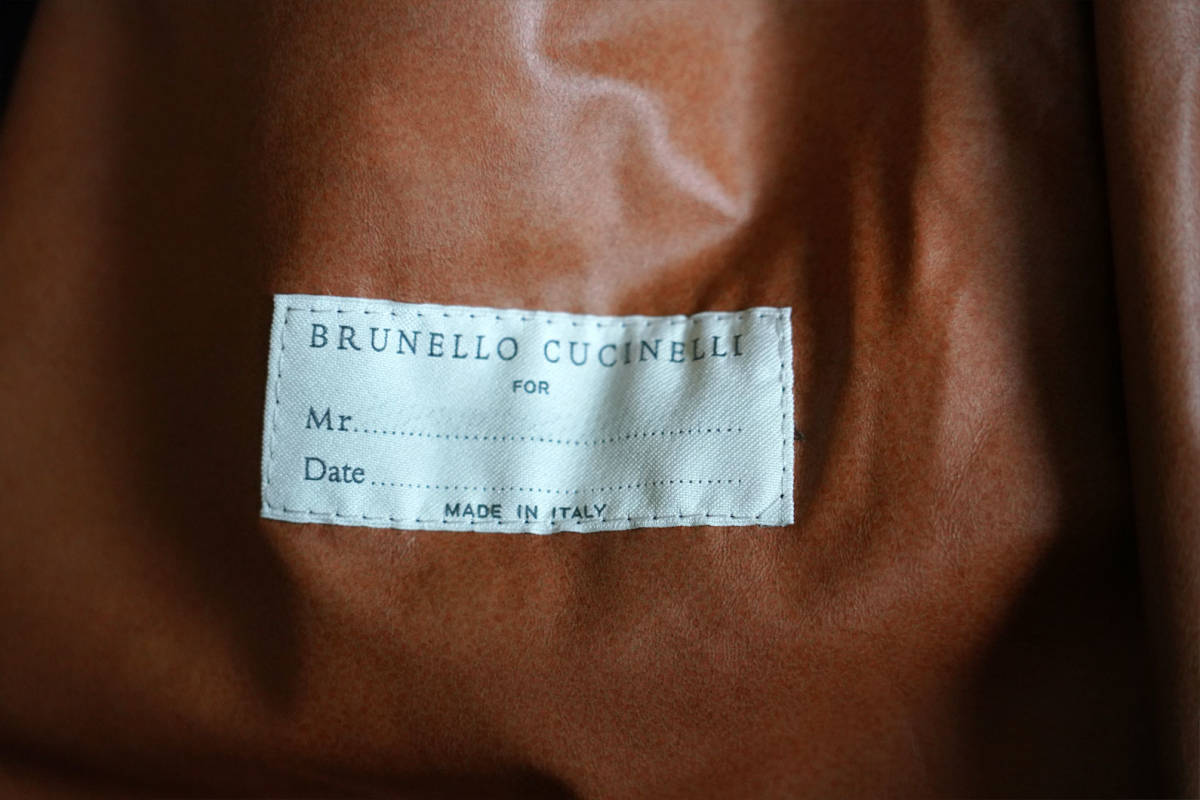 BRUNELLO CUCINELLI
FOR
Mr.............................................................
Date.........................................................
MADE IN ITALY